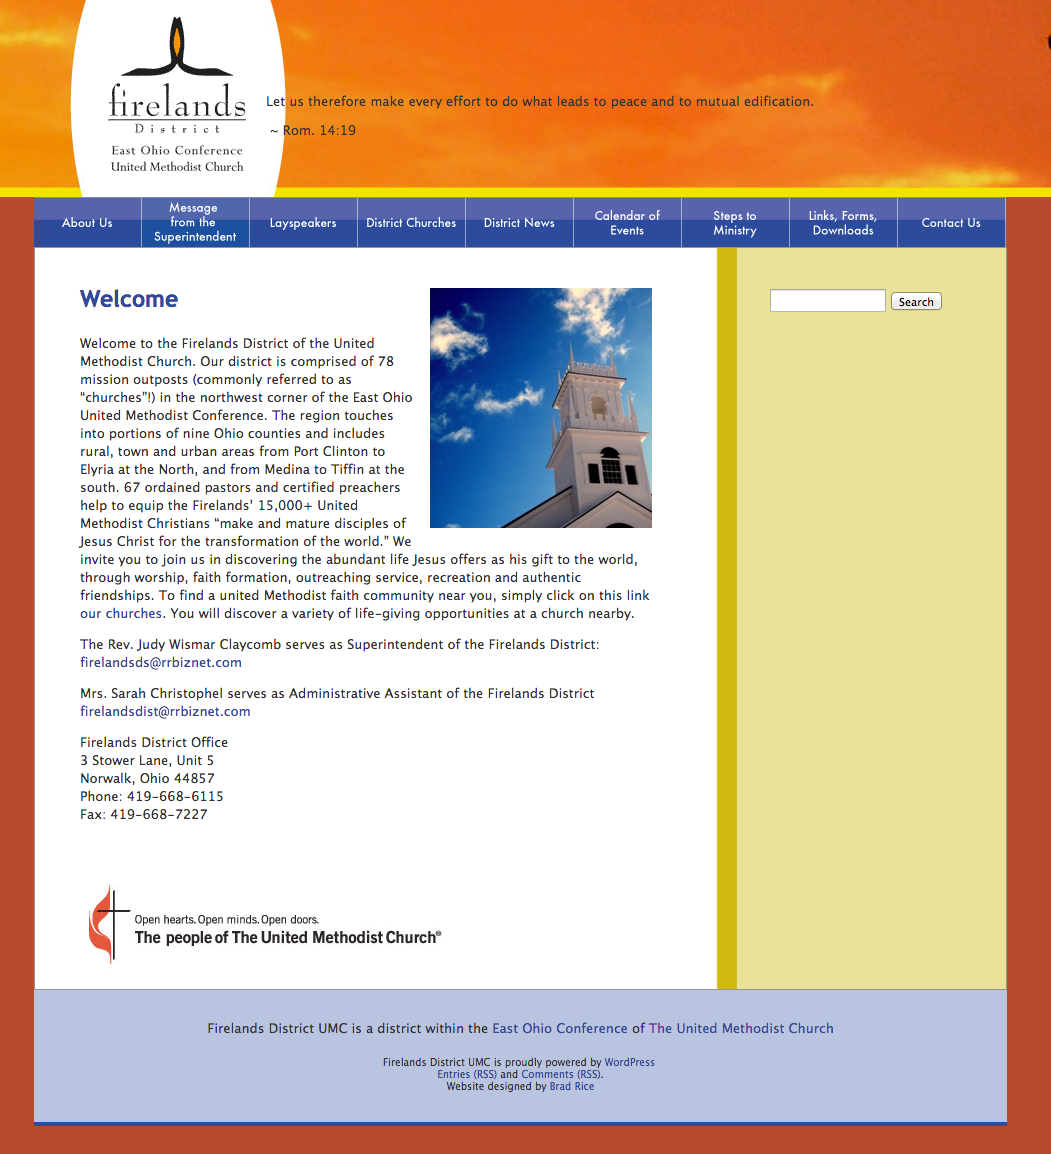 firelands
District
East Ohio Conference
United Methodist Church
Let us therefore make every effort to do what leads to peace and to mutual edification.
~ Rom. 14:19
About Us
Message
from the
Superintendent
Layspeakers
District Churches
District News
Calendar of
Events
Steps to
Ministry
Links, Forms,
Downloads
Contact Us
Welcome
Search
Welcome to the Firelands District of the United
Methodist Church. Our district is comprised of 78
mission outposts (commonly referred to as
“churches”!) in the northwest corner of the East Ohio
United Methodist Conference. The region touches
into portions of nine Ohio counties and includes
rural, town and urban areas from Port Clinton to
Elyria at the North, and from Medina to Tiffin at the
south. 67 ordained pastors and certified preachers
help to equip the Firelands’ 15,000+ United
Methodist Christians “make and mature disciples of
Jesus Christ for the transformation of the world.” We
invite you to join us in discovering the abundant life Jesus offers as his gift to the world,
through worship, faith formation, outreaching service, recreation and authentic
friendships. To find a united Methodist faith community near you, simply click on this link
our churches. You will discover a variety of life-giving opportunities at a church nearby.
The Rev. Judy Wismar Claycomb serves as Superintendent of the Firelands District:
firelandsds@rrbiznet.com
Mrs. Sarah Christophel serves as Administrative Assistant of the Firelands District
firelandsdist@rrbiznet.com
Firelands District Office
3 Stower Lane, Unit 5
Norwalk, Ohio 44857
Phone: 419-668-6115
Fax: 419-668-7227
Open hearts. Open minds. Open doors.
The people of The United Methodist Church®
Firelands District UMC is a district within the East Ohio Conference of The United Methodist Church
Firelands District UMC is proudly powered by WordPress
Entries (RSS) and Comments (RSS).
Website designed by Brad Rice